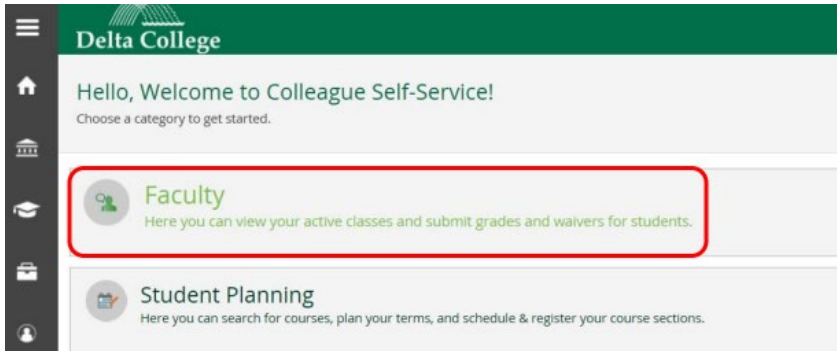 Delta College
Hello, Welcome to Colleague Self-Service!
Choose a category to get started.
Faculty
Here you can view your active classes and submit grades and waivers for students.
Student Planning
Here you can search for courses, plan your terms, and schedule & register your course sections.